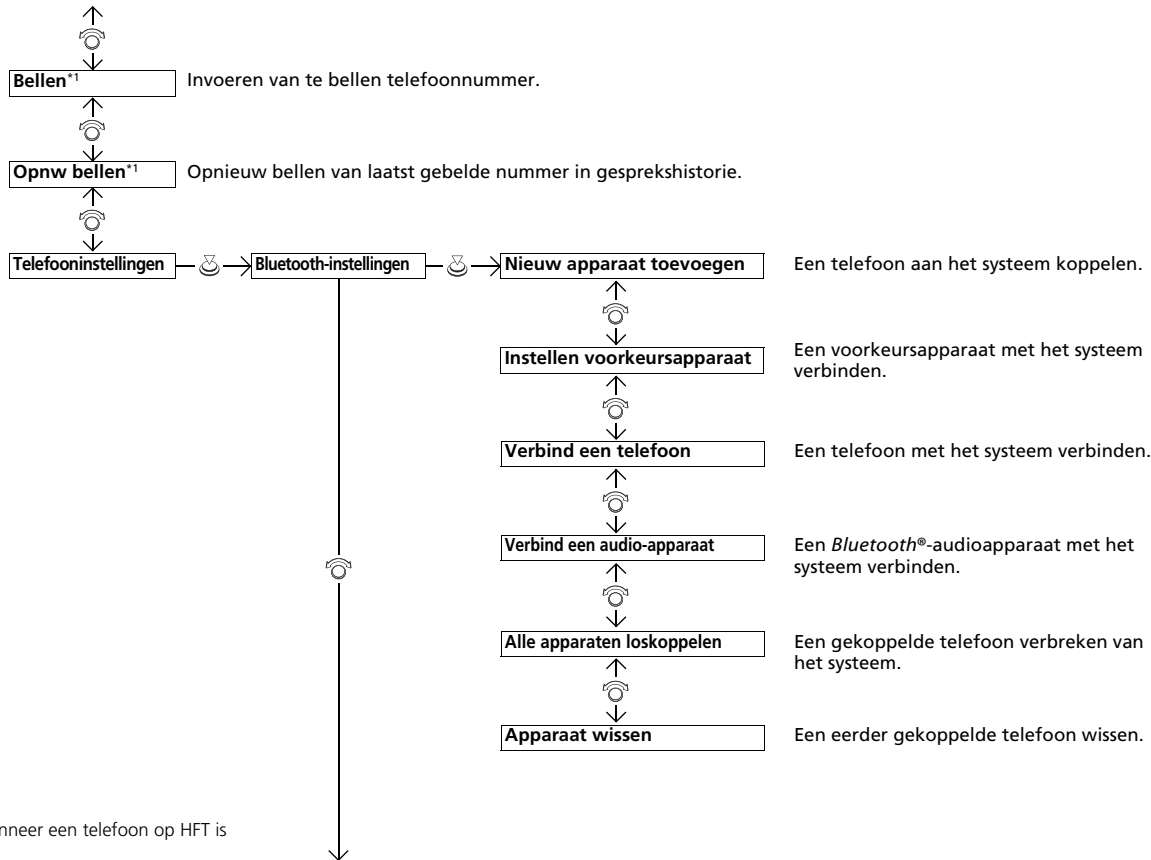 Bellen*1 Invoeren van te bellen telefoonnummer.
Opnw bellen*1 Opnieuw bellen van laatst gebelde nummer in gesprekshistorie.
Telefooninstellingen Bluetooth-instellingen Nieuw apparaat toevoegen Een telefoon aan het systeem koppelen.
Instellen voorkeursapparaat Een voorkeursapparaat met het systeem
verbinden.
Verbind een telefoon Een telefoon met het systeem verbinden.
Verbind een audio-apparaat Een Bluetooth®-audioapparaat met het
systeem verbinden.
Alle apparaten loskoppelen Een gekoppelde telefoon verbreken van
het systeem.
Apparaat wissen Een eerder gekoppelde telefoon wissen.
nneer een telefoon op HFT is